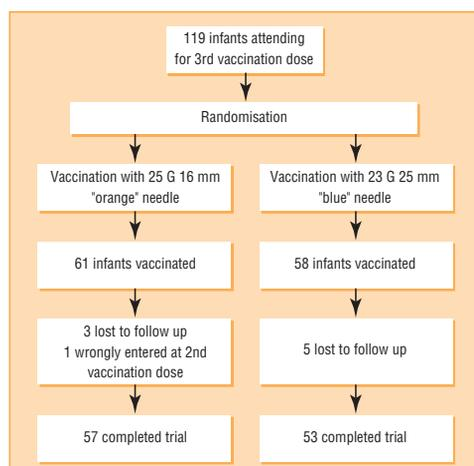 119 infants attending
for 3rd vaccination dose
Randomisation
Vaccination with 25 G 16 mm
"orange" needle
Vaccination with 23 G 25 mm
"blue" needle
61 infants vaccinated
58 infants vaccinated
3 lost to follow up
1 wrongly entered at 2nd
vaccination dose
5 lost to follow up
57 completed trial
53 completed trial